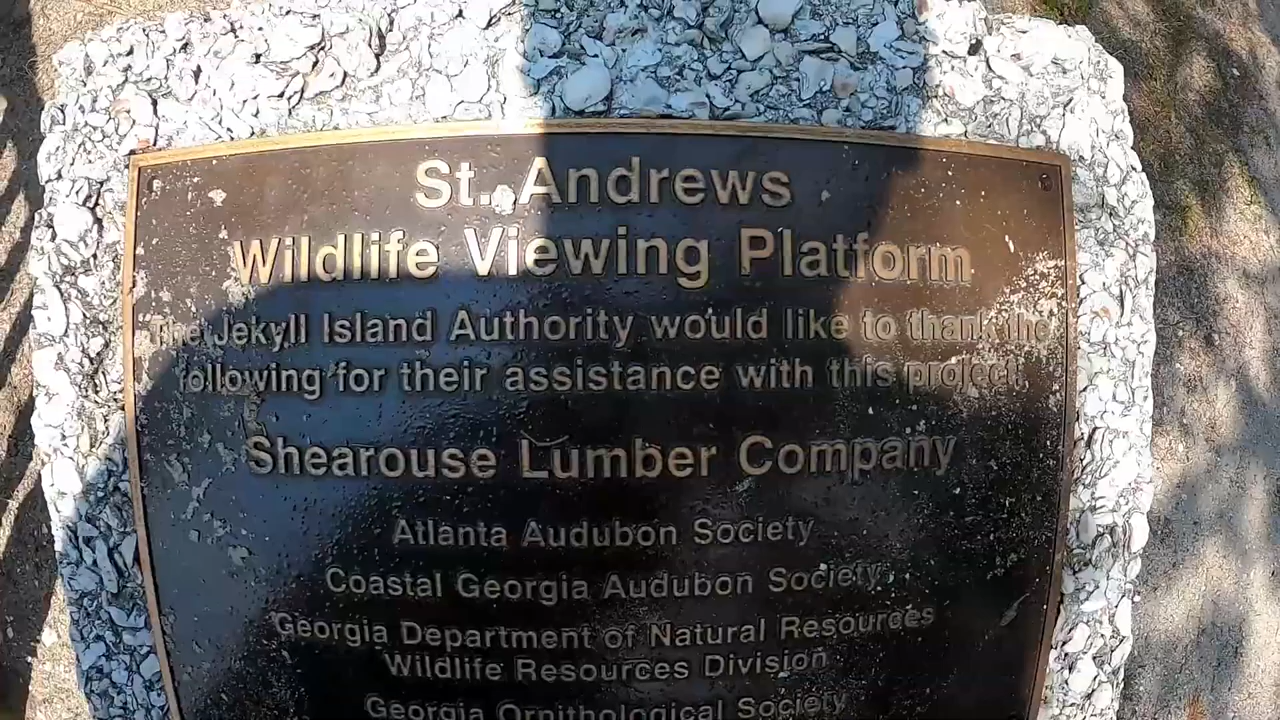 St. Andrews
Wildlife Viewing Platform
The Jekyll Island Authority would like to thank the
following for their assistance with this project.
Shearouse Lumber Company
Atlanta Audubon Society
Coastal Georgia Audubon Society
Georgia Department of Natural Resources
Wildlife Resources Division
Georgia Ornithological Society